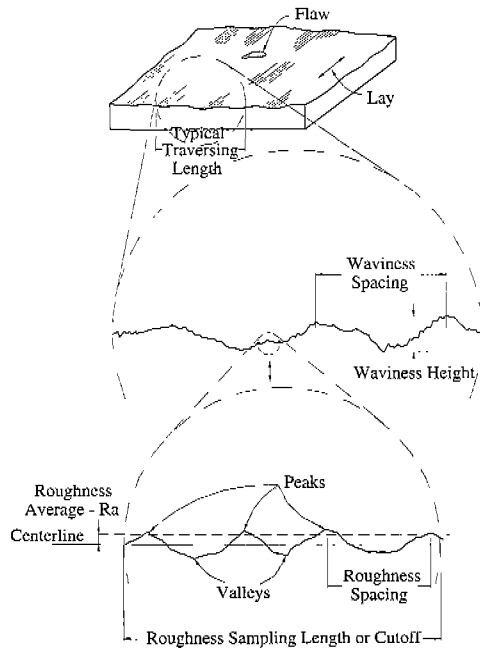 Flaw
Lay
Typical
Traversing
Length
Waviness
Spacing
Waviness Height
Peaks
Roughness
Average - Ra
Centerline
Valleys
Roughness
Spacing
Roughness Sampling Length or Cutoff